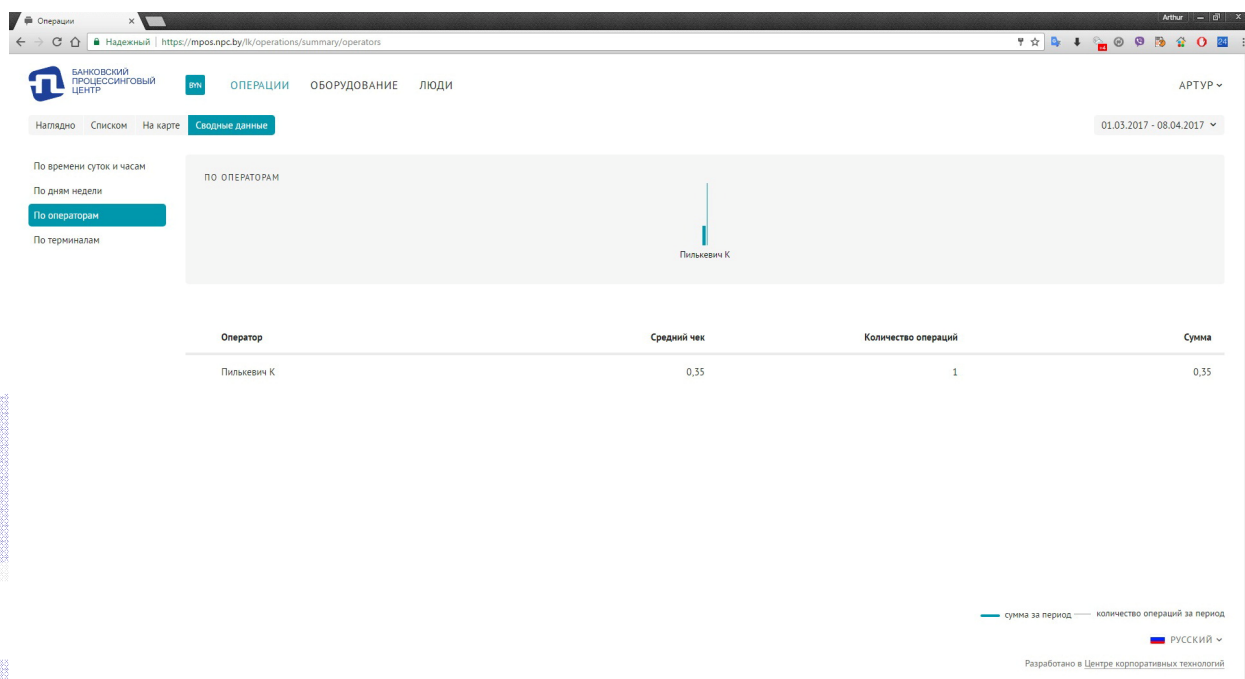 Операции
Arthur
Надежный | https://mpos.npc.by/lk/operations/summary/operators
24
БАНКОВСКИЙ
ПРОЦЕССИНГОВЫЙ
ЦЕНТР
BYN ОПЕРАЦИИ ОБОРУДОВАНИЕ ЛЮДИ
АРТУР
Наглядно Списком На карте Сводные данные
01.03.2017 - 08.04.2017
По времени суток и часам
По дням недели
По операторам
По терминалам
ПО ОПЕРАТОРАМ
Пилькевич К
Оператор Средний чек Количество операций Сумма
Пилькевич К 0,35 1 0,35
сумма за период количество операций за период
РУССКИЙ
Разработано в Центре корпоративных технологий